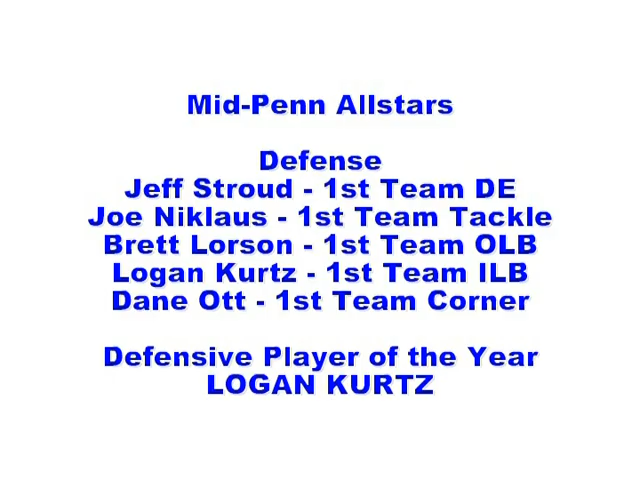 Mid-Penn Allstars
Defense
Jeff Stroud - 1st Team DE
Joe Niklaus - 1st Team Tackle
Brett Lorson - 1st Team OLB
Logan Kurtz - 1st Team ILB
Dane Ott - 1st Team Corner
Defensive Player of the Year
LOGAN KURTZ